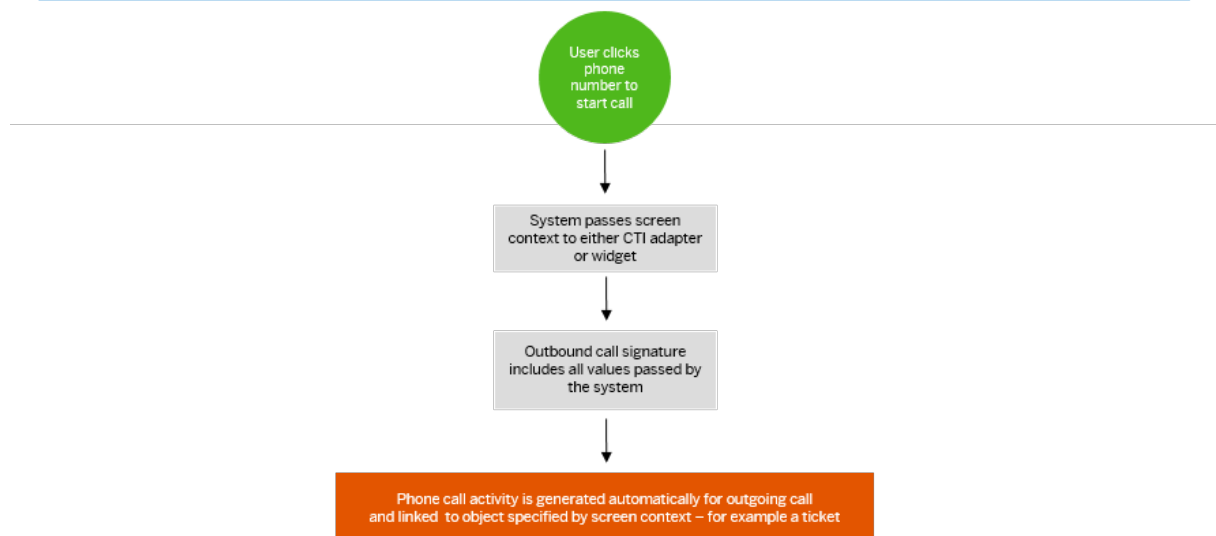 User clicks
phone
number to
start call
System passes screen
context to either CTI adapter
or widget
Outbound call signature
includes all values passed by
the system
Phone call activity is generated automatically for outgoing call
and linked to object specified by screen context – for example a ticket